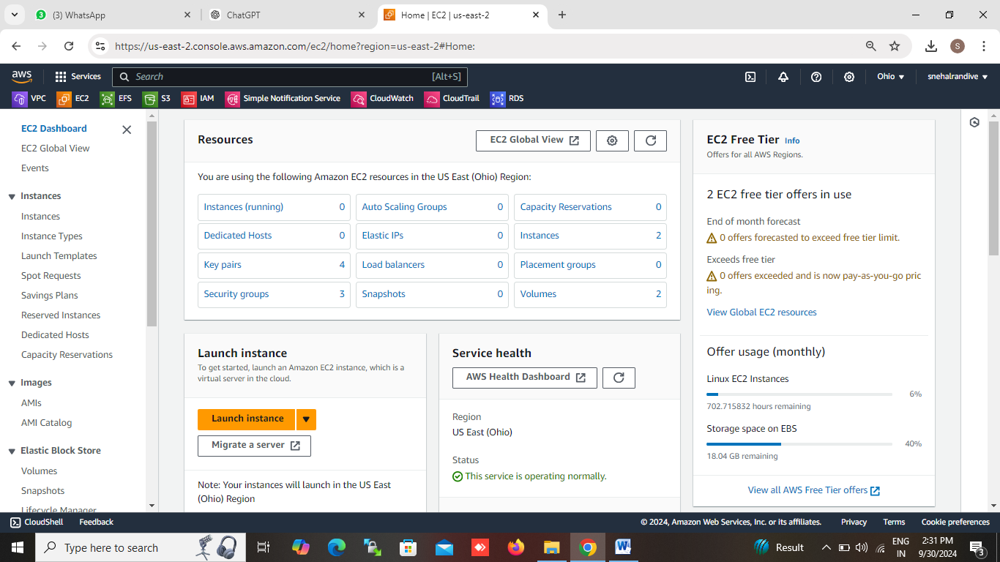 (3) WhatsApp
ChatGPT
Home | EC2 | us-east-2
https://us-east-2.console.aws.amazon.com/ec2/home?region=us-east-2#Home:
S
aws
Services
Search
[Alt+S]
Ohio
snehalrandive
VPC
EC2
EFS
S3
IAM
Simple Notification Service
CloudWatch
CloudTrail
RDS
EC2 Dashboard
EC2 Global View
Events
Instances
Instances
Instance Types
Launch Templates
Spot Requests
Savings Plans
Reserved Instances
Dedicated Hosts
Capacity Reservations
Images
AMIs
AMI Catalog
Elastic Block Store
Volumes
Snapshots
Lifecycle Manager
Resources
EC2 Global View
You are using the following Amazon EC2 resources in the US East (Ohio) Region:
Instances (running) 0
Auto Scaling Groups 0
Capacity Reservations 0
Dedicated Hosts 0
Elastic IPs 0
Instances 2
Key pairs 4
Load balancers 0
Placement groups 0
Security groups 3
Snapshots 0
Volumes 2
Launch instance
To get started, launch an Amazon EC2 instance, which is a
virtual server in the cloud.
Launch instance
Migrate a server
Note: Your instances will launch in the US East
(Ohio) Region
Service health
AWS Health Dashboard
Region
US East (Ohio)
Status
This service is operating normally.
EC2 Free Tier Info
Offers for all AWS Regions.
2 EC2 free tier offers in use
End of month forecast
0 offers forecasted to exceed free tier limit.
Exceeds free tier
0 offers exceeded and is now pay-as-you-go pric
ing.
View Global EC2 resources
Offer usage (monthly)
Linux EC2 Instances
6%
702.715832 hours remaining
Storage space on EBS
40%
18.04 GB remaining
View all AWS Free Tier offers
CloudShell
Feedback
© 2024, Amazon Web Services, Inc. or its affiliates.
Privacy
Terms
Cookie preferences
Type here to search
Result
ENG
IN
2:31 PM
9/30/2024
3